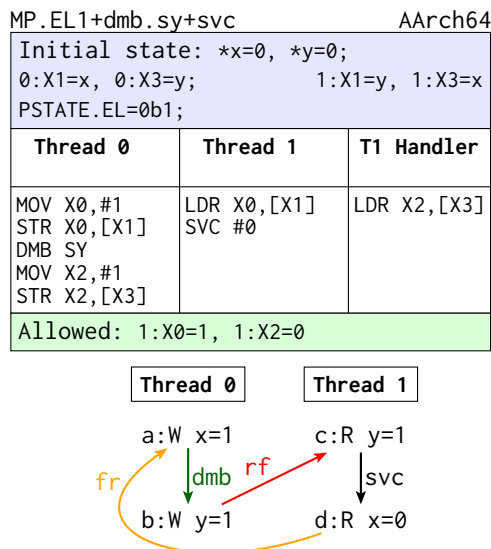 MP.EL1+dmb.sy+svc AArch64
Initial state: *x=0, *y=0;
0:X1=x, 0:X3=y; 1:X1=y, 1:X3=x
PSTATE.EL=0b1;
Thread 0 Thread 1 T1 Handler
MOV X0,#1 LDR X0,[X1] LDR X2,[X3]
STR X0,[X1] SVC #0
DMB SY
MOV X2,#1
STR X2,[X3]
Allowed: 1:X0=1, 1:X2=0
Thread 0 Thread 1
a:W x=1 c:R y=1
fr dmb rf svc
b:W y=1 d:R x=0